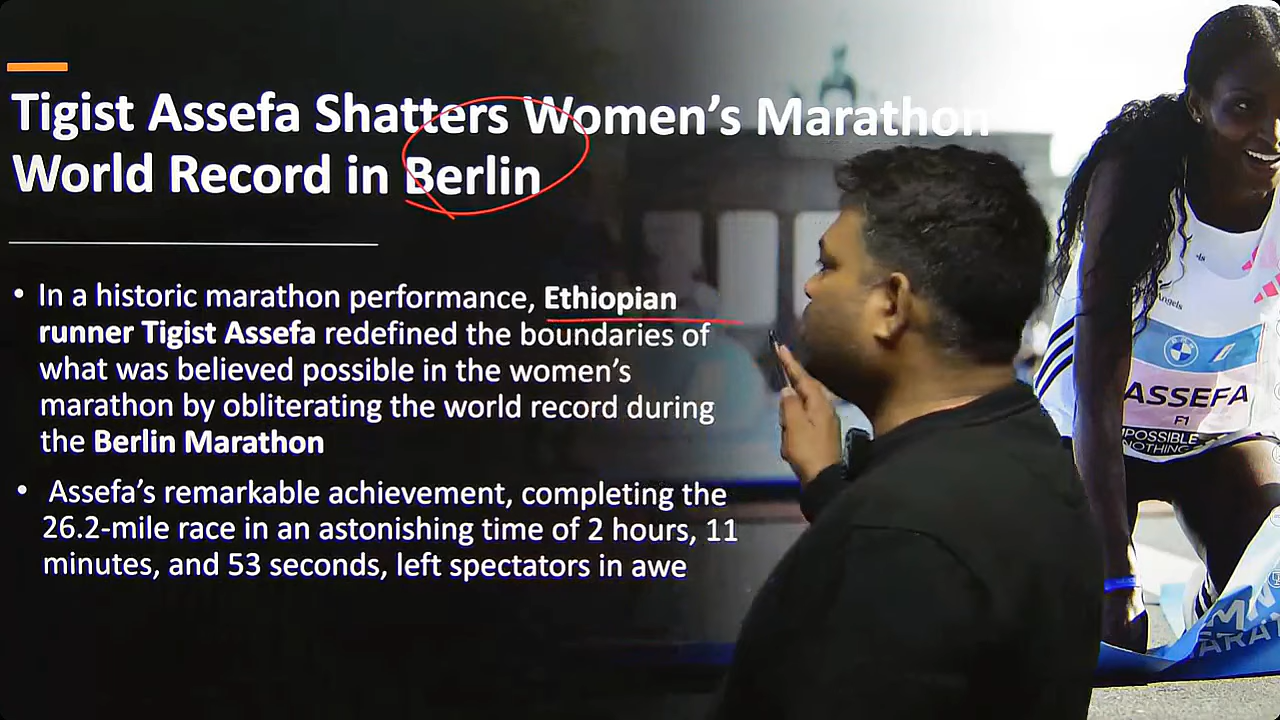 Tigist Assefa Shatters Women's Marathon
World Record in Berlin
• In a historic marathon performance, Ethiopian
runner Tigist Assefa redefined the boundaries of
what was believed possible in the women's
marathon by obliterating the world record during
the Berlin Marathon
• Assefa's remarkable achievement, completing the
26.2-mile race in an astonishing time of 2 hours, 11
minutes, and 53 seconds, left spectators in awe
BMW
ASSEFA
F1
MPOSSIBLE
NOTHING